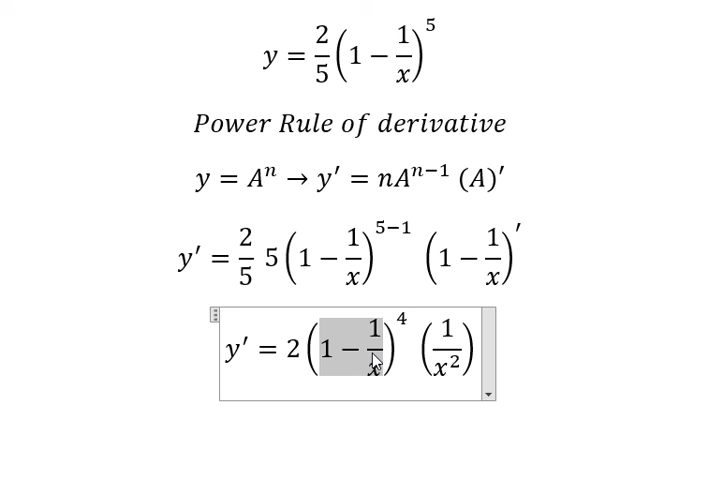 y = 2/5 (1 − 1/x)^5
Power Rule of derivative
y = A^n → y′ = nA^{n−1} (A)′
y′ = 2/5 5 (1 − 1/x)^{5−1} (1 − 1/x)′
y′ = 2 (1 − 1/x)^4 (1/x^2)